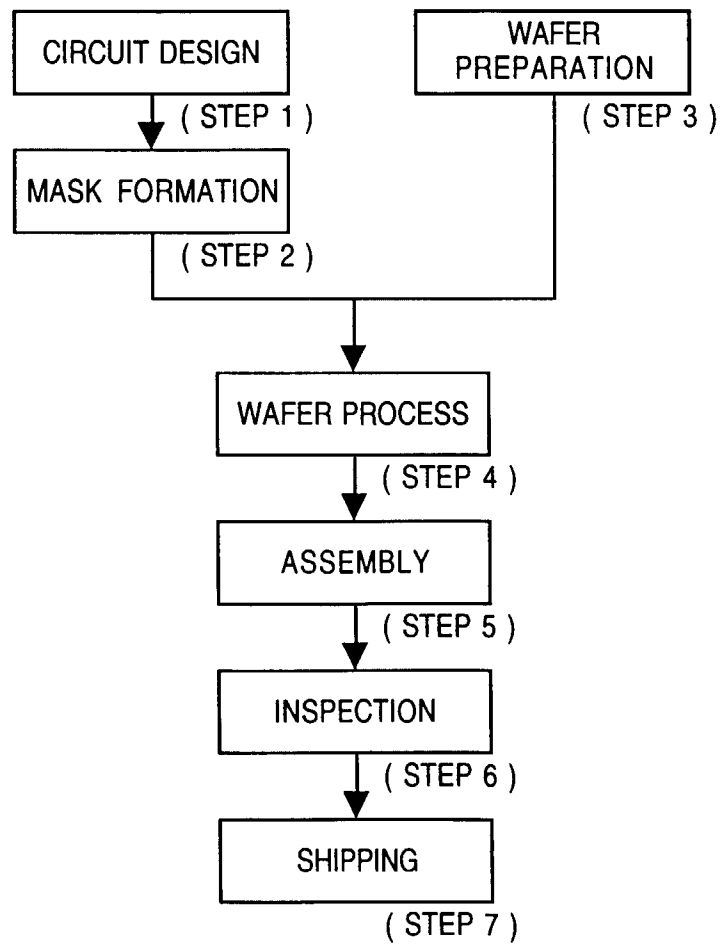 CIRCUIT DESIGN
( STEP 1 )
MASK FORMATION
( STEP 2 )
WAFER
PREPARATION
( STEP 3 )
WAFER PROCESS
( STEP 4 )
ASSEMBLY
( STEP 5 )
INSPECTION
( STEP 6 )
SHIPPING
( STEP 7 )